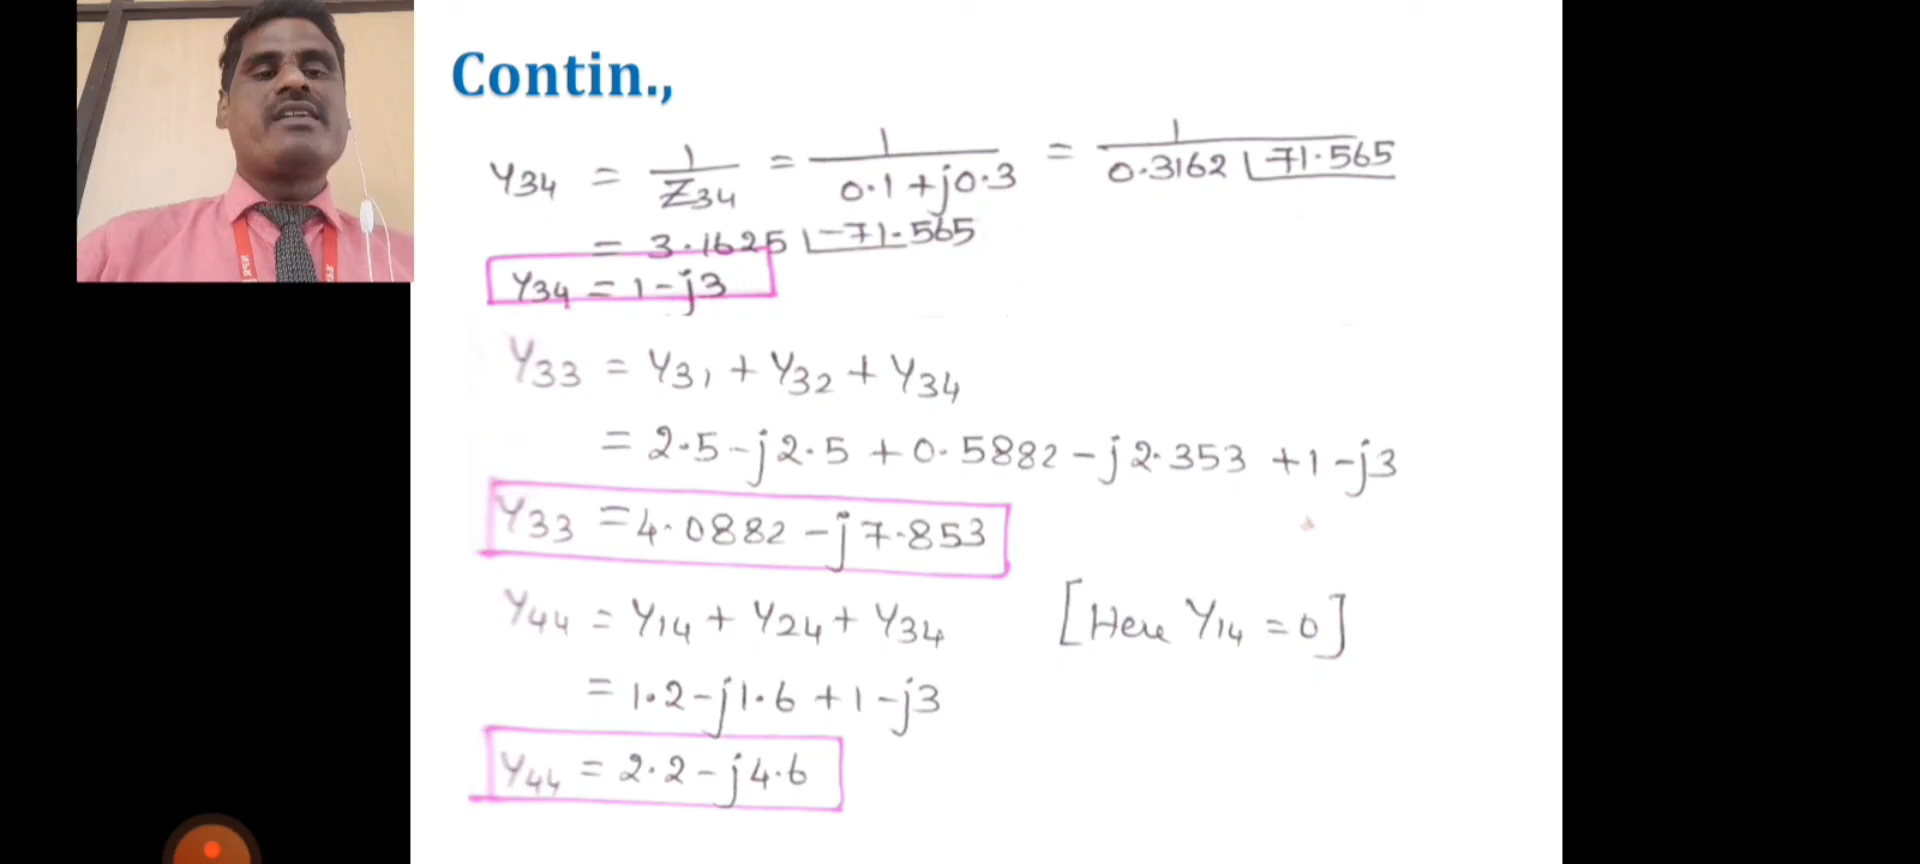 Contin.,
Y34 = 1/Z34 = 1/(0.1+j0.3) = 1/(0.3162 ∠71.565)
= 3.1625 ∠-71.565
Y34 = 1-j3
Y33 = Y31 + Y32 + Y34
= 2.5-j2.5 + 0.5882-j2.353 + 1-j3
Y33 = 4.0882 - j7.853
Y44 = Y14 + Y24 + Y34 [Here Y14 = 0]
= 1.2-j1.6 + 1-j3
Y44 = 2.2-j4.6